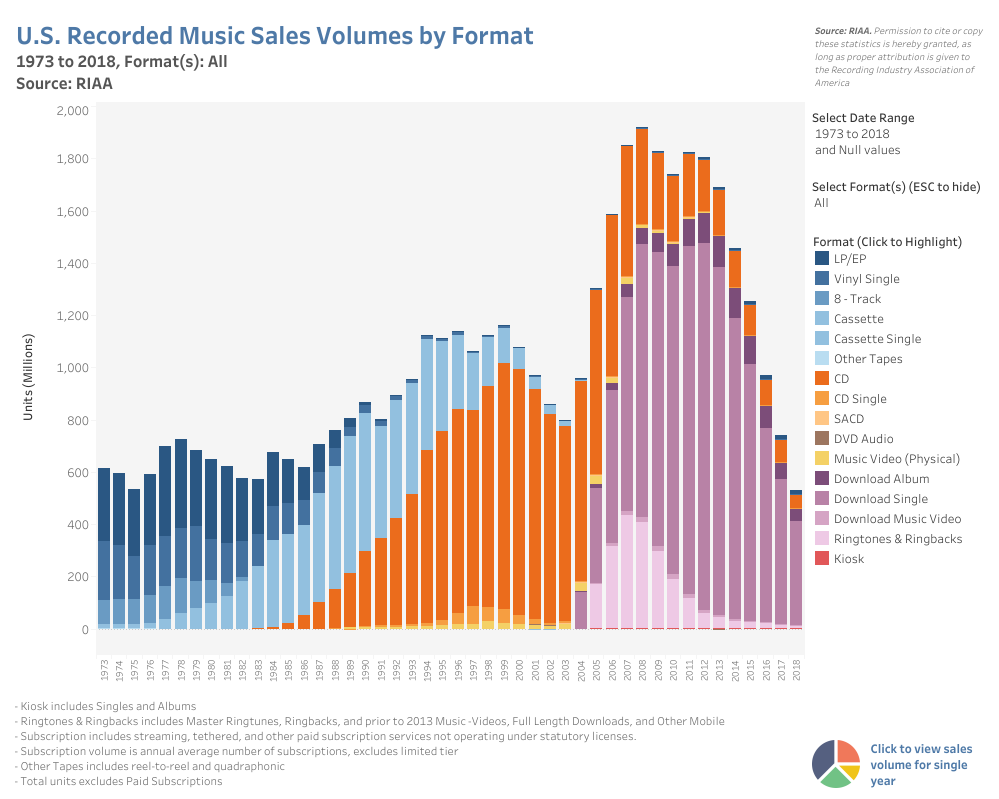 U.S. Recorded Music Sales Volumes by Format
1973 to 2018, Format(s): All
Source: RIAA
Source: RIAA. Permission to cite or copy
these statistics is hereby granted, as
long as proper attribution is given to
the Recording Industry Association of
America
Select Date Range
1973 to 2018
and Null values
Select Format(s) (ESC to hide)
All
Format (Click to Highlight)
LP/EP
Vinyl Single
8 - Track
Cassette
Cassette Single
Other Tapes
CD
CD Single
SACD
DVD Audio
Music Video (Physical)
Download Album
Download Single
Download Music Video
Ringtones & Ringbacks
Kiosk
Units (Millions)
2,000
1,800
1,600
1,400
1,200
1,000
800
600
400
200
0
1973 1974 1975 1976 1977 1978 1979 1980 1981 1982 1983 1984 1985 1986 1987 1988 1989 1990 1991 1992 1993 1994 1995 1996 1997 1998 1999 2000 2001 2002 2003 2004 2005 2006 2007 2008 2009 2010 2011 2012 2013 2014 2015 2016 2017 2018
- Kiosk includes Singles and Albums
- Ringtones & Ringbacks includes Master Ringtunes, Ringbacks, and prior to 2013 Music -Videos, Full Length Downloads, and Other Mobile
- Subscription includes streaming, tethered, and other paid subscription services not operating under statutory licenses.
- Subscription volume is annual average number of subscriptions, excludes limited tier
- Other Tapes includes reel-to-reel and quadraphonic
- Total units excludes Paid Subscriptions
Click to view sales
volume for single
year